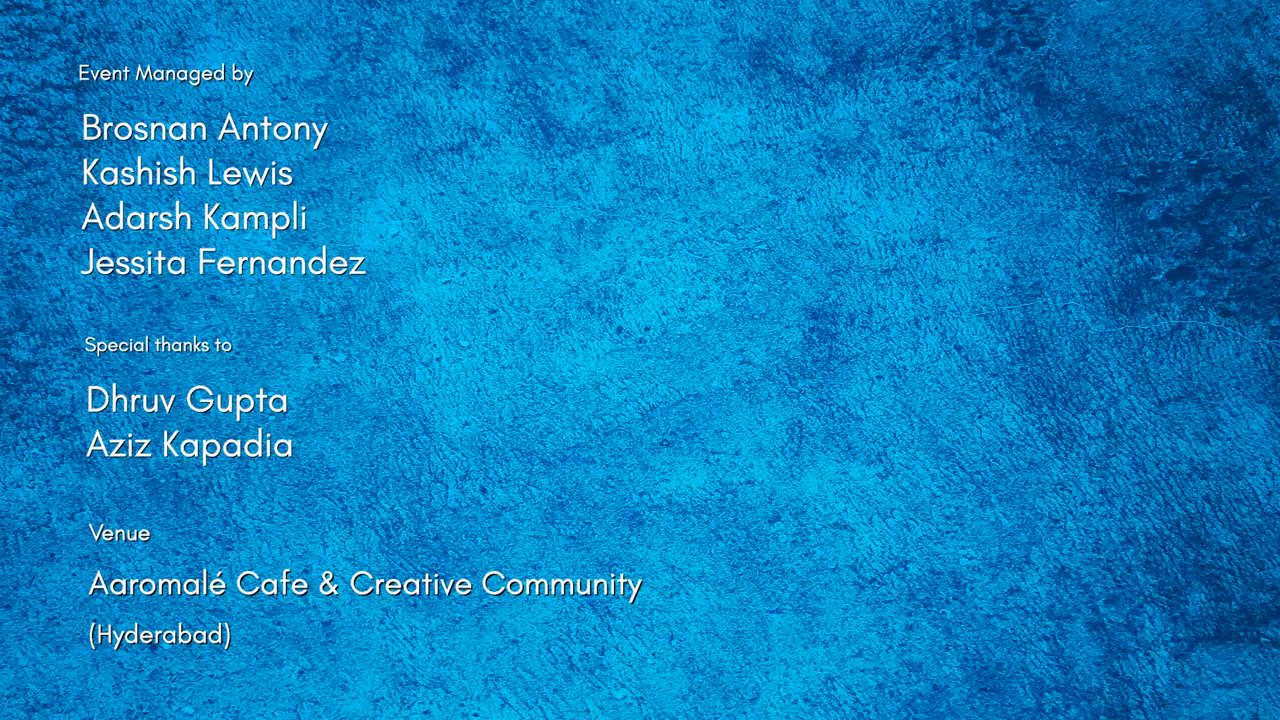 Event Managed by
Brosnan Antony
Kashish Lewis
Adarsh Kampli
Jessita Fernandez
Special thanks to
Dhruv Gupta
Aziz Kapadia
Venue
Aaromalé Cafe & Creative Community
(Hyderabad)